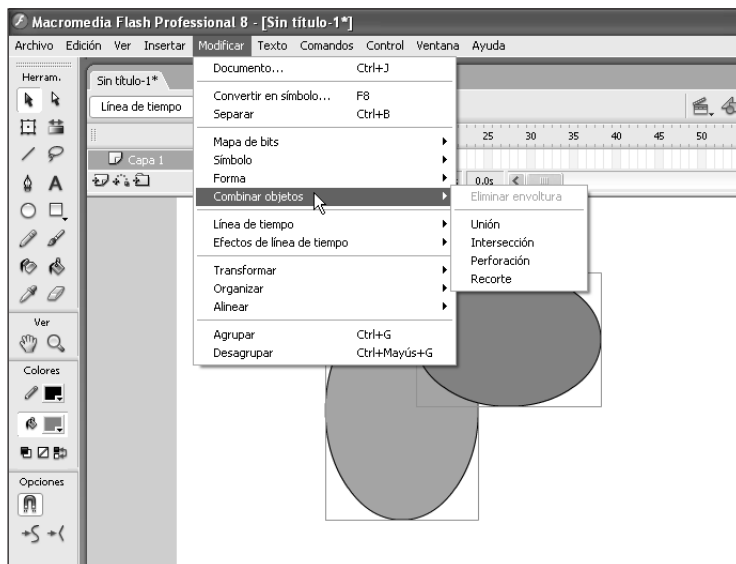 Macromedia Flash Professional 8 - [Sin título-1*]
Archivo Edición Ver Insertar Modificar Texto Comandos Control Ventana Ayuda
Herram.
Sin título-1*
Línea de tiempo
25 30 35 40 45 50
Capa 1
0.0s
Documento... Ctrl+J
Convertir en símbolo... F8
Separar Ctrl+B
Mapa de bits
Símbolo
Forma
Combinar objetos
Línea de tiempo
Efectos de línea de tiempo
Transformar
Organizar
Alinear
Agrupar Ctrl+G
Desagrupar Ctrl+Mayús+G
Eliminar envoltura
Unión
Intersección
Perforación
Recorte
Ver
Colores
Opciones